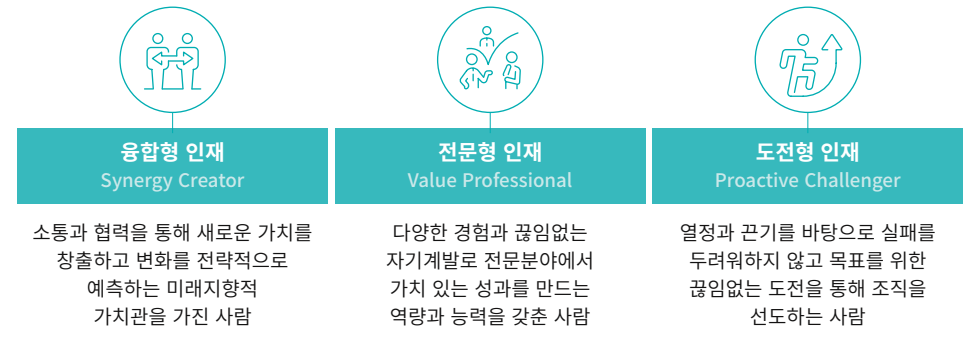 융합형 인재
Synergy Creator
소통과 협력을 통해 새로운 가치를
창출하고 변화를 전략적으로
예측하는 미래지향적
가치관을 가진 사람
전문형 인재
Value Professional
다양한 경험과 끊임없는
자기계발로 전문분야에서
가치 있는 성과를 만드는
역량과 능력을 갖춘 사람
도전형 인재
Proactive Challenger
열정과 끈기를 바탕으로 실패를
두려워하지 않고 목표를 위한
끊임없는 도전을 통해 조직을
선도하는 사람